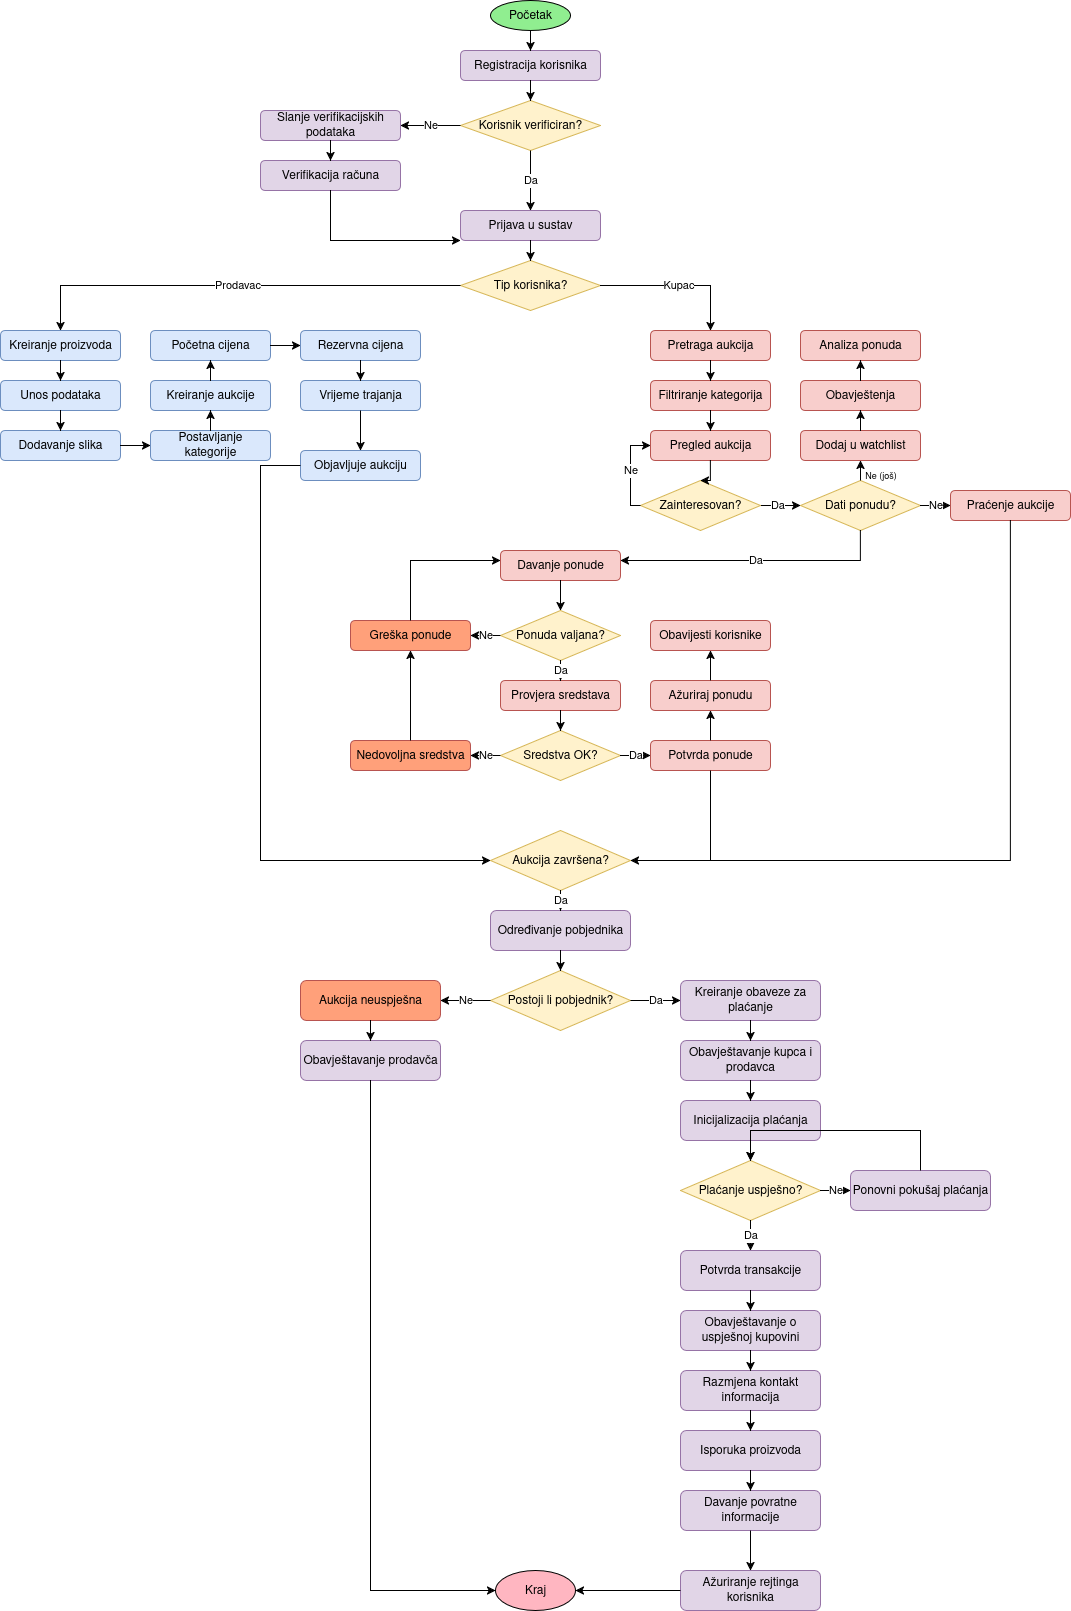 Početak
Registracija korisnika
Korisnik verificiran?
Ne
Slanje verifikacijskih
podataka
Verifikacija računa
Da
Prijava u sustav
Tip korisnika?
Prodavac
Kupac
Kreiranje proizvoda
Početna cijena
Rezervna cijena
Pretraga aukcija
Analiza ponuda
Unos podataka
Kreiranje aukcije
Vrijeme trajanja
Filtriranje kategorija
Obavještenja
Dodavanje slika
Postavljanje
kategorije
Objavljuje aukciju
Pregled aukcija
Dodaj u watchlist
Ne
Ne (još)
Zainteresovan?
Da
Dati ponudu?
Ne
Praćenje aukcije
Da
Davanje ponude
Greška ponude
Ne
Ponuda valjana?
Obavijesti korisnike
Da
Provjera sredstava
Ažuriraj ponudu
Nedovoljna sredstva
Ne
Sredstva OK?
Da
Potvrda ponude
Aukcija završena?
Da
Određivanje pobjednika
Aukcija neuspješna
Ne
Postoji li pobjednik?
Da
Kreiranje obaveze za
plaćanje
Obavještavanje prodavča
Obavještavanje kupca i
prodavca
Inicijalizacija plaćanja
Plaćanje uspješno?
Ne
Ponovni pokušaj plaćanja
Da
Potvrda transakcije
Obavještavanje o
uspješnoj kupovini
Razmjena kontakt
informacija
Isporuka proizvoda
Davanje povratne
informacije
Kraj
Ažuriranje rejtinga
korisnika